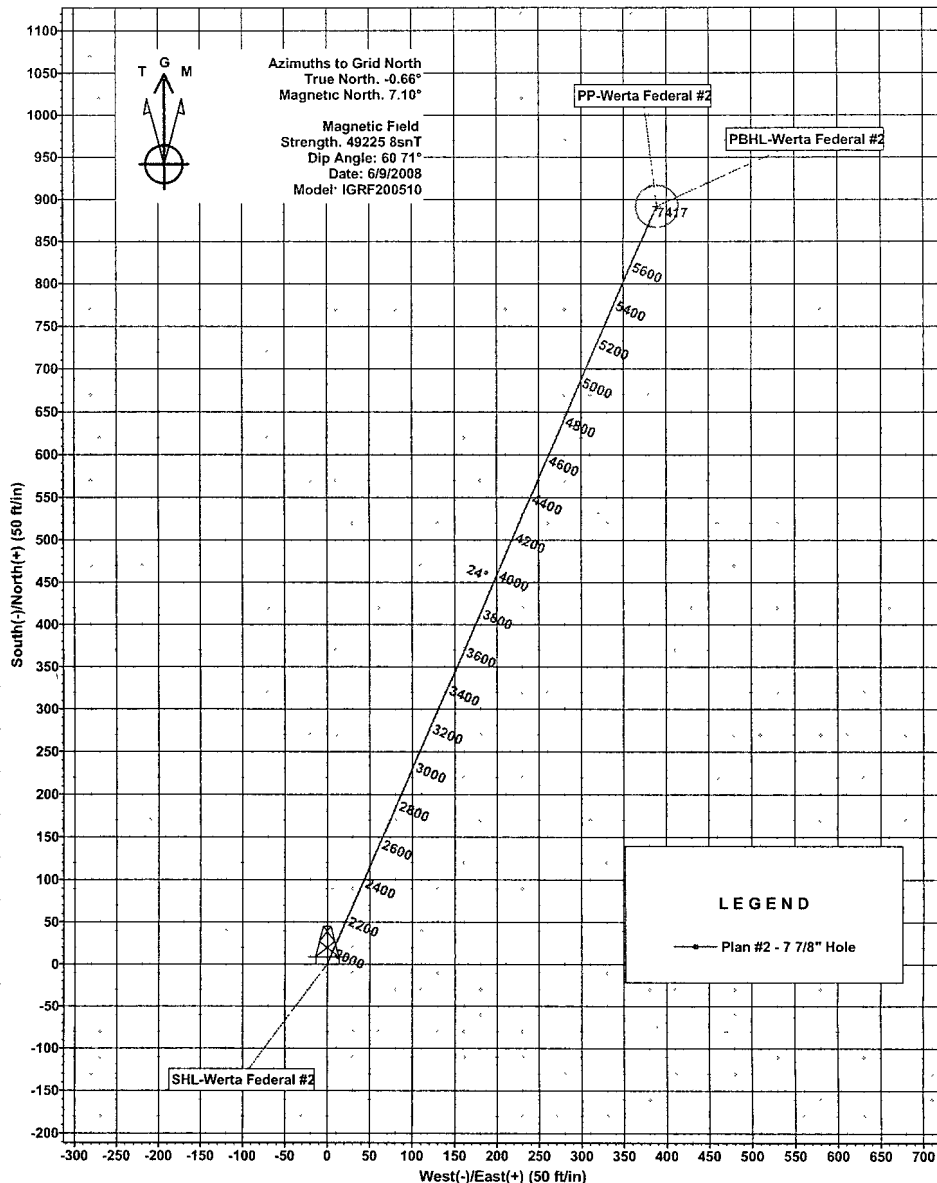 T G M
Azimuths to Grid North
True North. -0.66°
Magnetic North. 7.10°
Magnetic Field
Strength. 49225 8snT
Dip Angle: 60 71°
Date: 6/9/2008
Model: IGRF200510
PP-Werta Federal #2
PBHL-Werta Federal #2
7417
5600
5400
5200
5000
4800
4600
4400
4200
24°
4000
3800
3600
3400
3200
3000
2800
2600
2400
2200
2000
SHL-Werta Federal #2
LEGEND
Plan #2 - 7 7/8" Hole
South(-)/North(+) (50 ft/in)
1100
1050
1000
950
900
850
800
750
700
650
600
550
500
450
400
350
300
250
200
150
100
50
0
-50
-100
-150
-200
-300 -250 -200 -150 -100 -50 0 50 100 150 200 250 300 350 400 450 500 550 600 650 700
West(-)/East(+) (50 ft/in)